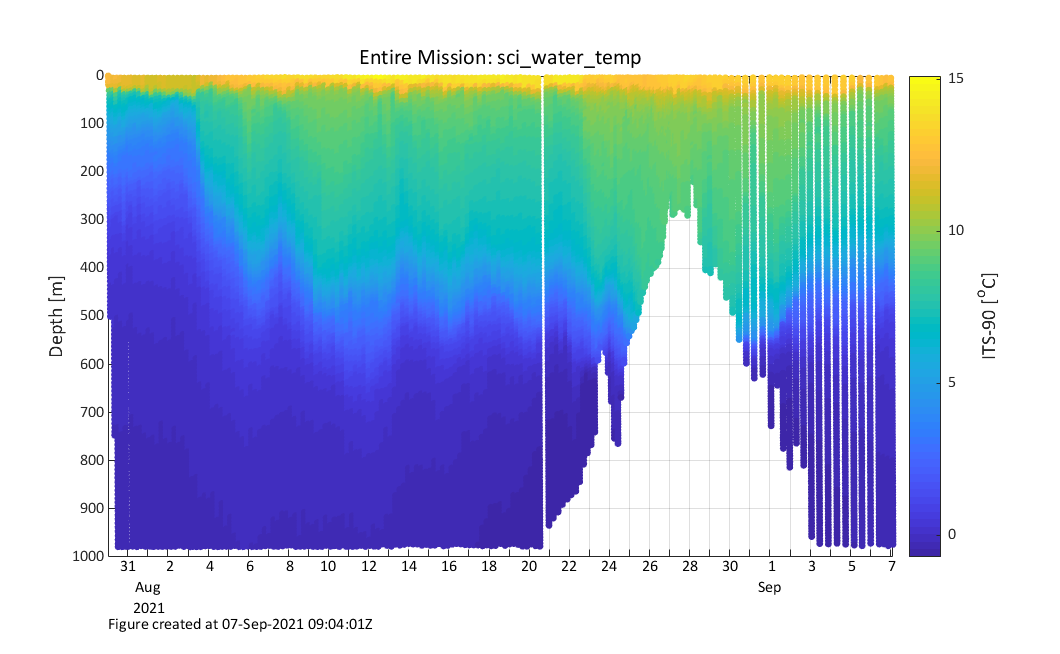 Entire Mission: sci_water_temp
0
100
200
300
400
500
600
700
800
900
1000
Depth [m]
31 2 4 6 8 10 12 14 16 18 20 22 24 26 28 30 1 3 5 7
Aug Sep
2021
15
10
5
0
ITS-90 [°C]
Figure created at 07-Sep-2021 09:04:01Z